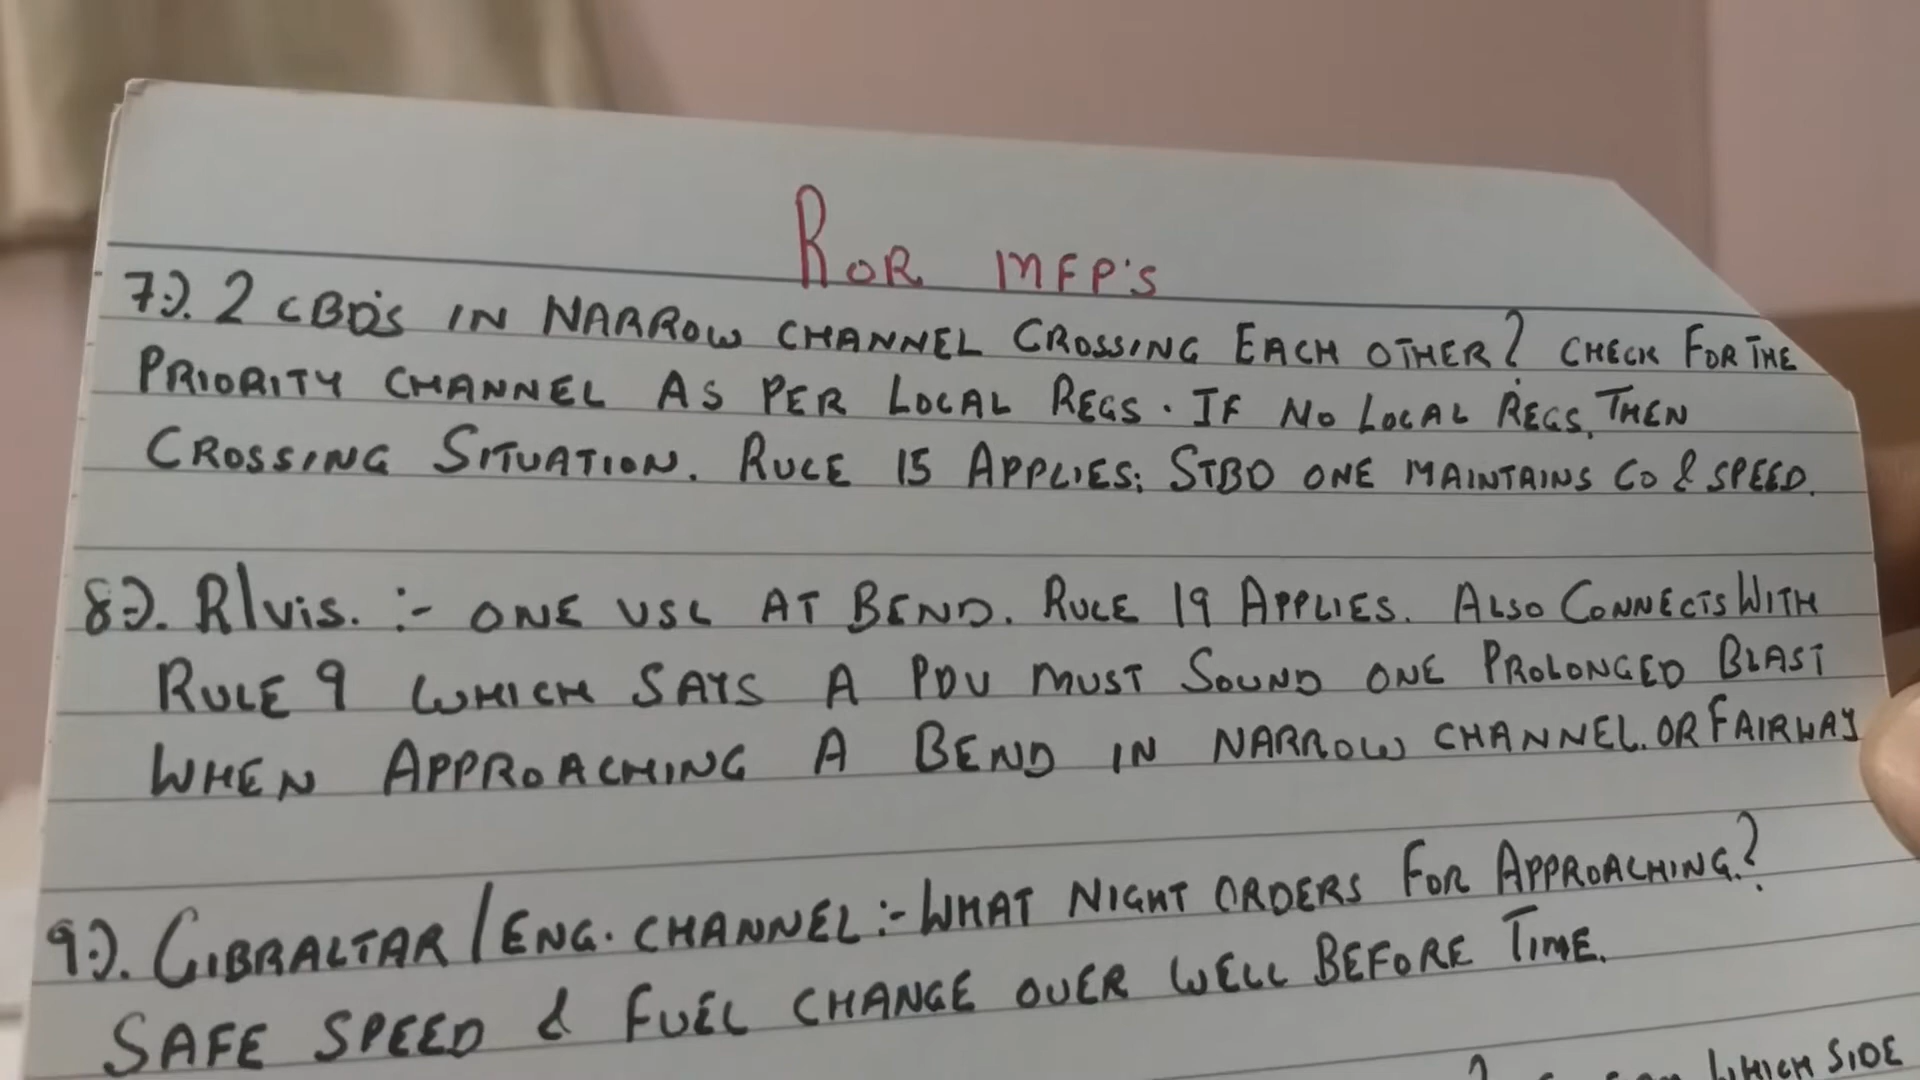 ROR MFP'S
7). 2 CBD'S IN NARROW CHANNEL CROSSING EACH OTHER? CHECK FOR THE
PRIORITY CHANNEL AS PER LOCAL REGS. IF NO LOCAL REGS, THEN
CROSSING SITUATION. RULE 15 APPLIES: STBD ONE MAINTAINS CO & SPEED.
8). R/VIS. :- ONE VSL AT BEND. RULE 19 APPLIES. ALSO CONNECTS WITH
RULE 9 WHICH SAYS A PDV MUST SOUND ONE PROLONGED BLAST
WHEN APPROACHING A BEND IN NARROW CHANNEL. OR FAIRWAY
9). GIBRALTAR / ENG. CHANNEL :- WHAT NIGHT ORDERS FOR APPROACHING?
SAFE SPEED & FUEL CHANGE OVER WELL BEFORE TIME.
WHICH SIDE